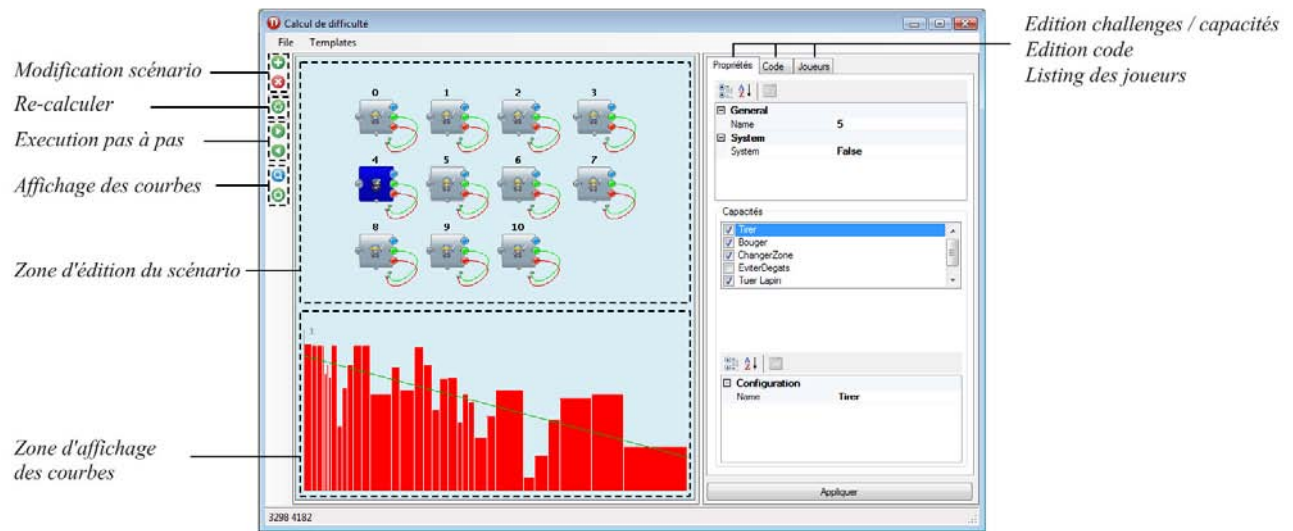 Calcul de difficulté
File Templates
Modification scénario
Re-calculer
Execution pas à pas
Affichage des courbes
Zone d'édition du scénario
Zone d'affichage
des courbes
0 1 2 3
4 5 6 7
8 9 10
1
Edition challenges / capacités
Edition code
Listing des joueurs
Propriétés Code Joueurs
General
Name 5
System
System False
Capacités
Tirer
Bouger
ChangerZone
EviterDegats
Tuer Lapin
Configuration
Name Tirer
Appliquer
3298 4182